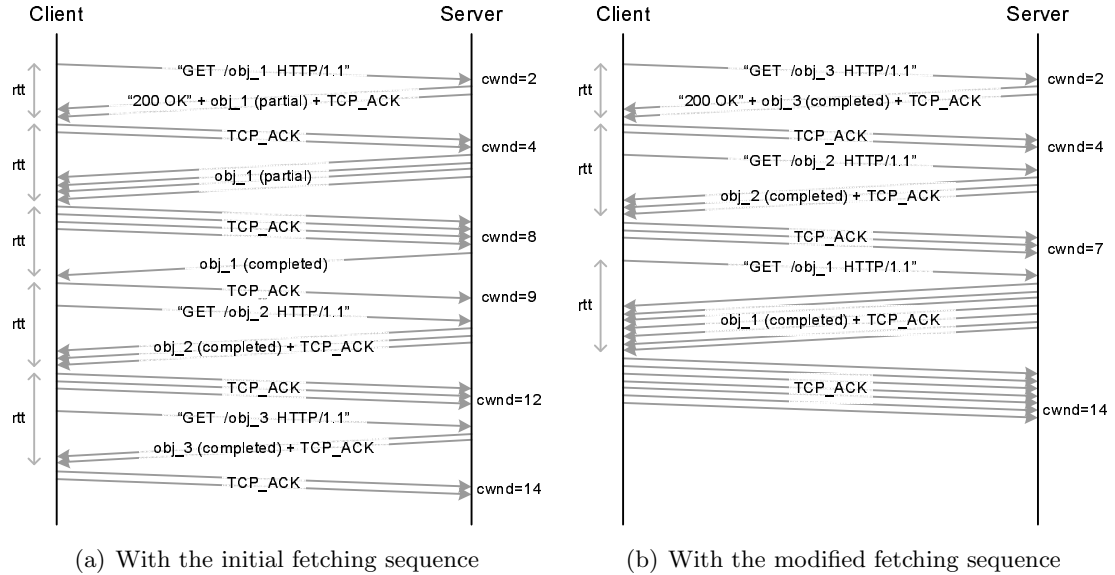 Client
Server
"GET /obj_1 HTTP/1.1"
cwnd=2
rtt
"200 OK" + obj_1 (partial) + TCP_ACK
TCP_ACK
cwnd=4
rtt
obj_1 (partial)
TCP_ACK
cwnd=8
rtt
obj_1 (completed)
TCP_ACK
cwnd=9
"GET /obj_2 HTTP/1.1"
rtt
obj_2 (completed) + TCP_ACK
TCP_ACK
cwnd=12
"GET /obj_3 HTTP/1.1"
rtt
obj_3 (completed) + TCP_ACK
TCP_ACK
cwnd=14
(a) With the initial fetching sequence
Client
Server
"GET /obj_3 HTTP/1.1"
cwnd=2
rtt
"200 OK" + obj_3 (completed) + TCP_ACK
TCP_ACK
cwnd=4
"GET /obj_2 HTTP/1.1"
rtt
obj_2 (completed) + TCP_ACK
TCP_ACK
cwnd=7
"GET /obj_1 HTTP/1.1"
rtt
obj_1 (completed) + TCP_ACK
TCP_ACK
cwnd=14
(b) With the modified fetching sequence